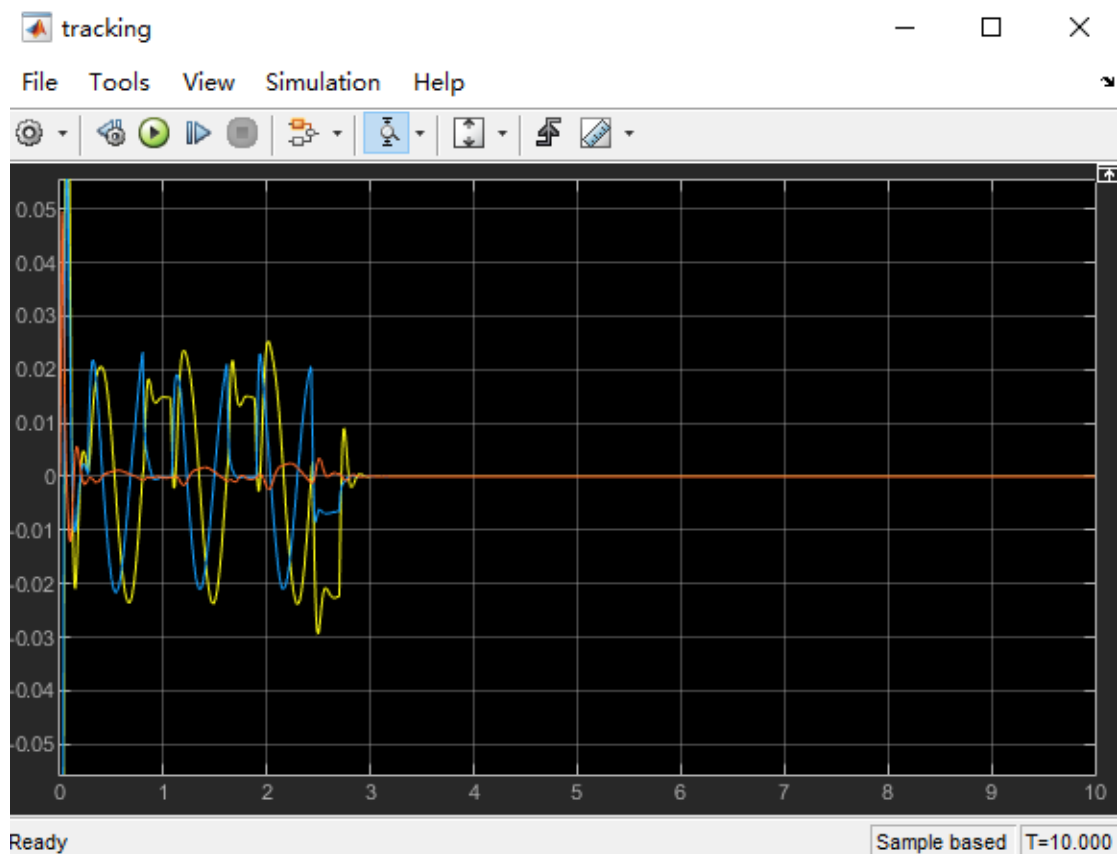 tracking
File Tools View Simulation Help
0.05
0.04
0.03
0.02
0.01
0
-0.01
-0.02
-0.03
-0.04
-0.05
0 1 2 3 4 5 6 7 8 9 10
Ready Sample based T=10.000